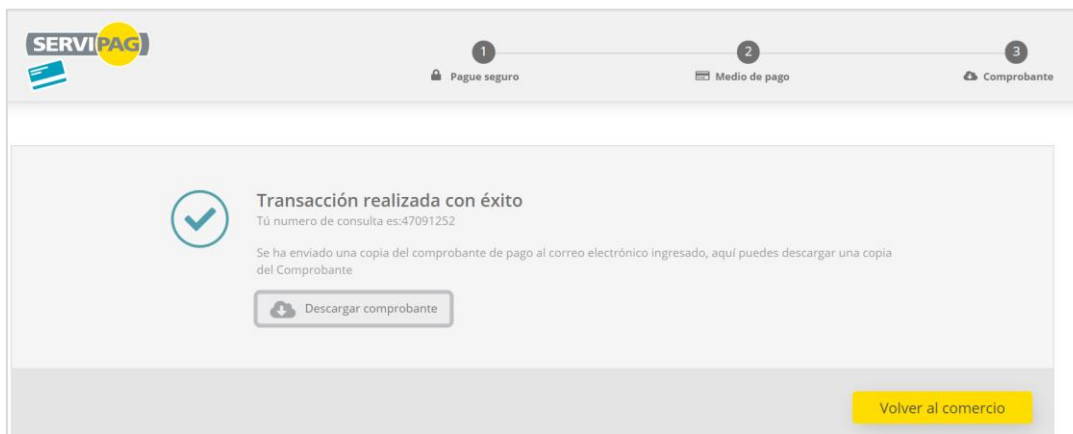 SERVIPAG
1
Pague seguro
2
Medio de pago
3
Comprobante
Transacción realizada con éxito
Tú numero de consulta es:47091252
Se ha enviado una copia del comprobante de pago al correo electrónico ingresado, aquí puedes descargar una copia
del Comprobante
Descargar comprobante
Volver al comercio